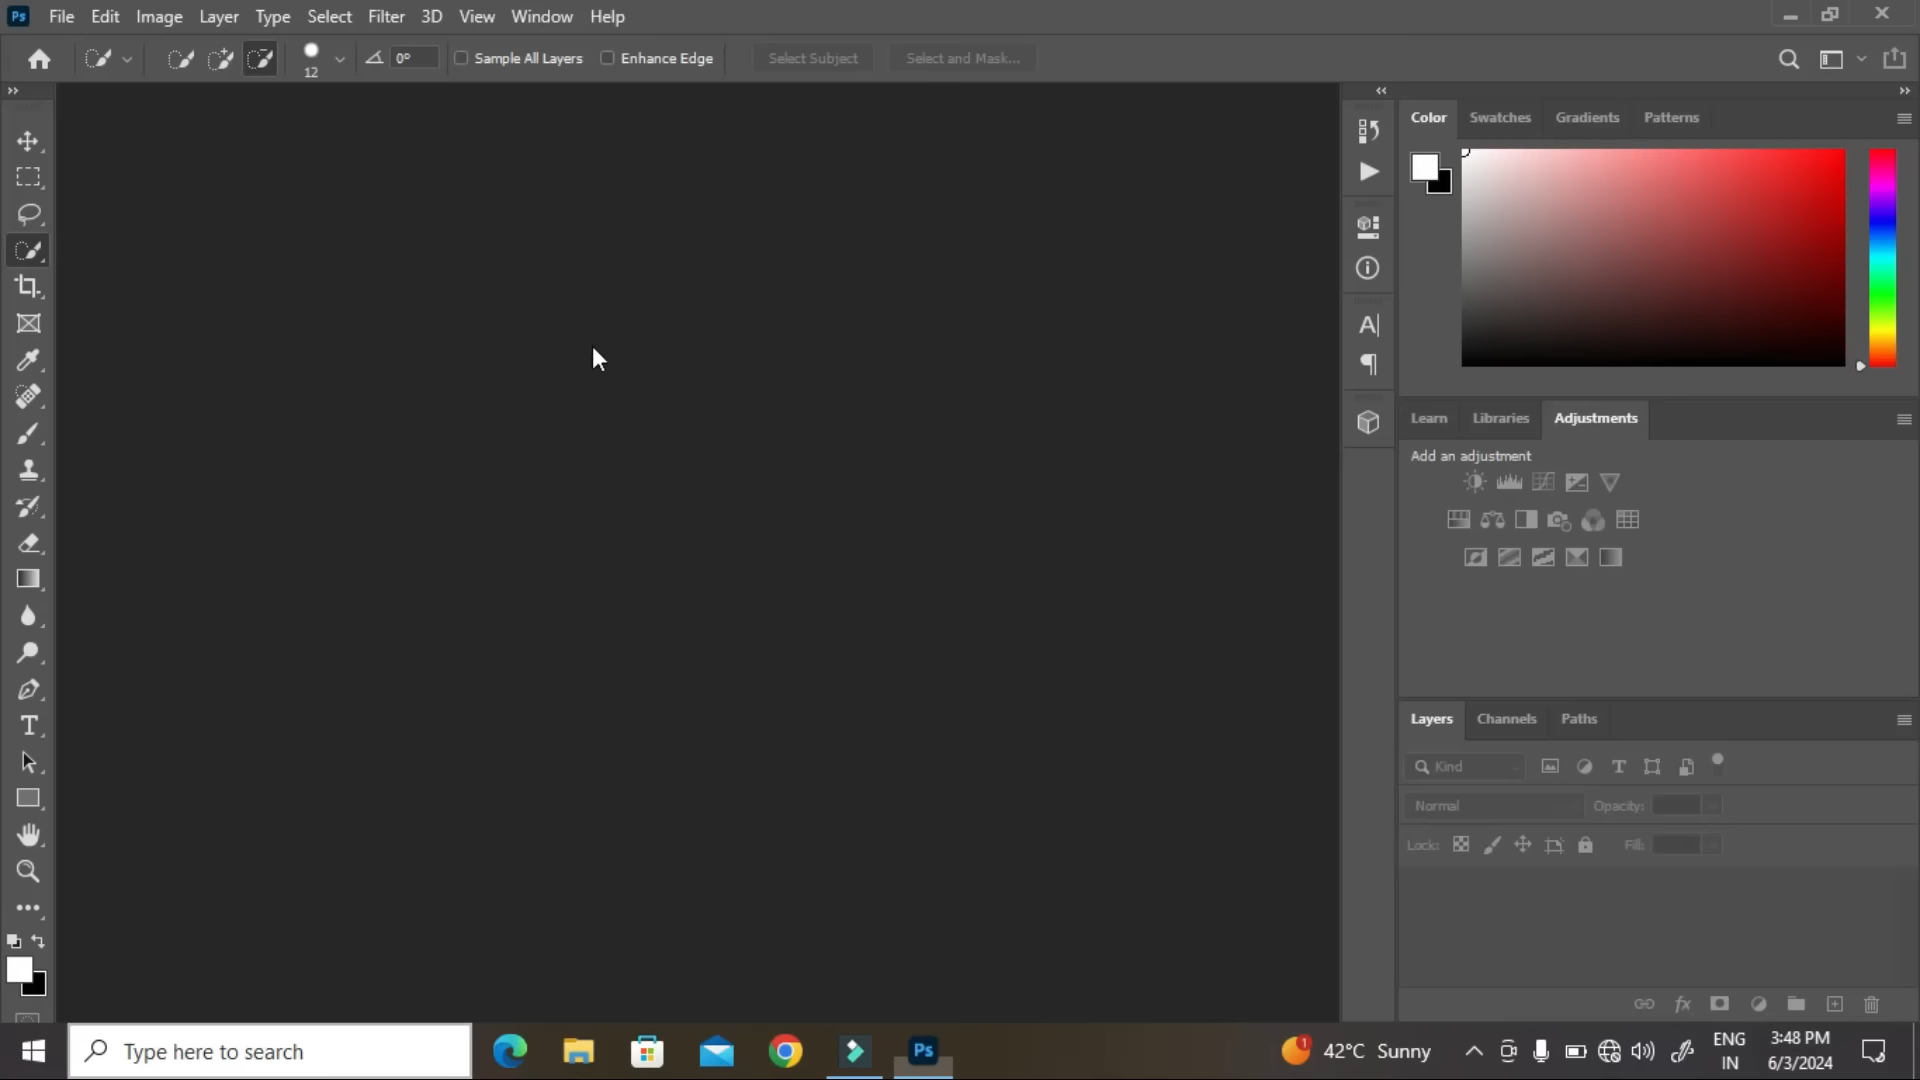 Ps File Edit Image Layer Type Select Filter 3D View Window Help
12 0° Sample All Layers Enhance Edge Select Subject Select and Mask...
Color Swatches Gradients Patterns
Learn Libraries Adjustments
Add an adjustment
Layers Channels Paths
Kind
Normal Opacity:
Lock: Fill:
Type here to search Ps 1 42°C Sunny ENG IN 3:48 PM 6/3/2024